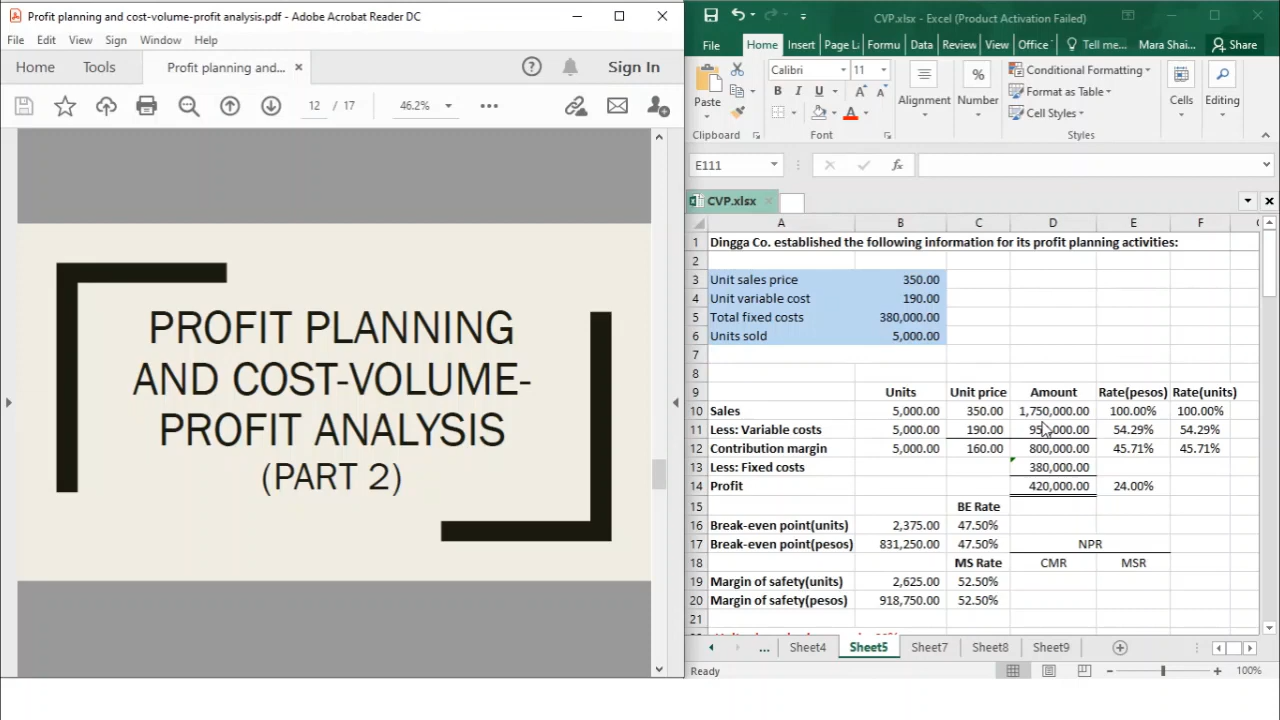 Profit planning and cost-volume-profit analysis.pdf - Adobe Acrobat Reader DC
File Edit View Sign Window Help
Home Tools Profit planning and... × Sign In
12 / 17 46.2%
PROFIT PLANNING
AND COST-VOLUME-
PROFIT ANALYSIS
(PART 2)
CVP.xlsx - Excel (Product Activation Failed)
File Home Insert Page L Formu Data Review View Office Tell me... Mara Shai... Share
Paste Calibri 11 Alignment Number Conditional Formatting Cells Editing
B I U A A % Format as Table
Cell Styles
Clipboard Font Styles
E111 fx
CVP.xlsx
A B C D E F
1 Dingga Co. established the following information for its profit planning activities:
2
3 Unit sales price 350.00
4 Unit variable cost 190.00
5 Total fixed costs 380,000.00
6 Units sold 5,000.00
7
8
9 Units Unit price Amount Rate(pesos) Rate(units)
10 Sales 5,000.00 350.00 1,750,000.00 100.00% 100.00%
11 Less: Variable costs 5,000.00 190.00 950,000.00 54.29% 54.29%
12 Contribution margin 5,000.00 160.00 800,000.00 45.71% 45.71%
13 Less: Fixed costs 380,000.00
14 Profit 420,000.00 24.00%
15 BE Rate
16 Break-even point(units) 2,375.00 47.50%
17 Break-even point(pesos) 831,250.00 47.50% NPR
18 MS Rate CMR MSR
19 Margin of safety(units) 2,625.00 52.50%
20 Margin of safety(pesos) 918,750.00 52.50%
21
... Sheet4 Sheet5 Sheet7 Sheet8 Sheet9
Ready 100%